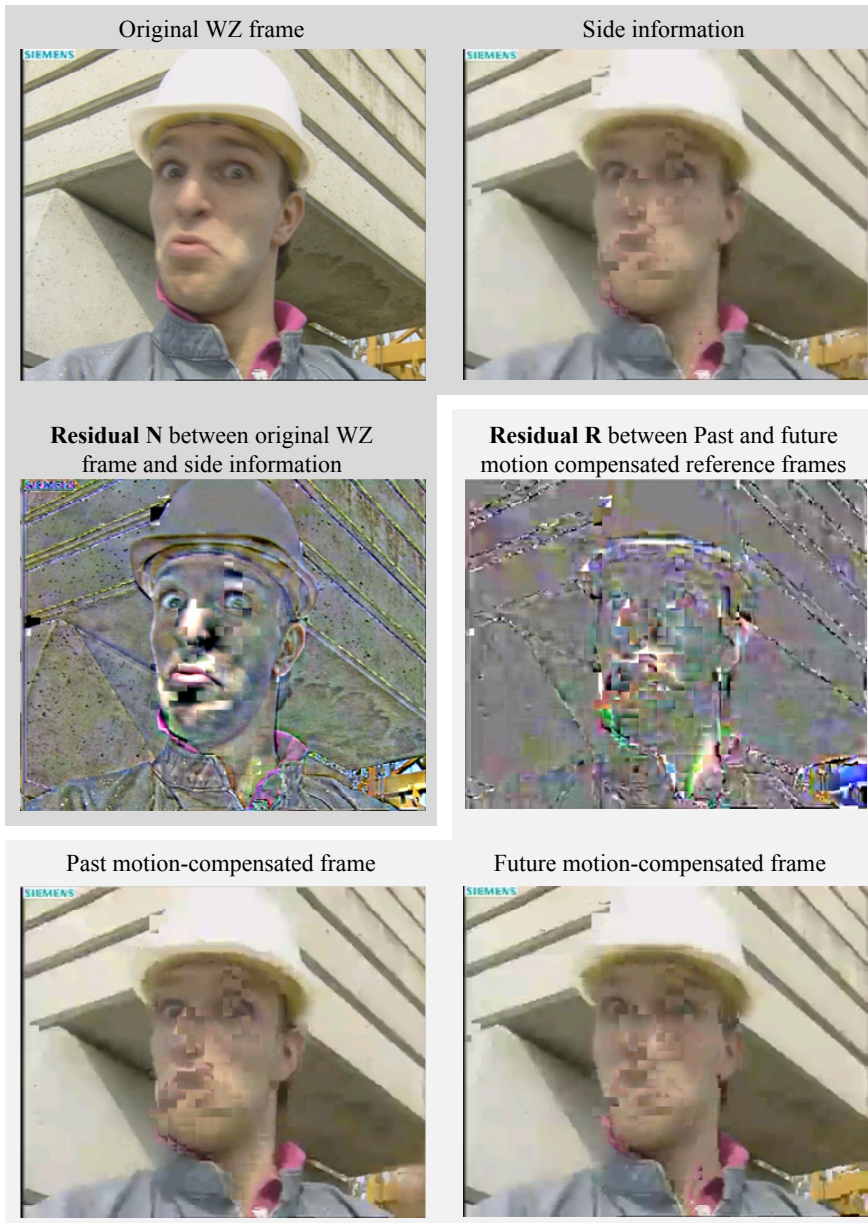 Original WZ frame
Side information
SIEMENS
SIEMENS
Residual N between original WZ
frame and side information
Residual R between Past and future
motion compensated reference frames
SIEMENS
Past motion-compensated frame
Future motion-compensated frame
SIEMENS
SIEMENS